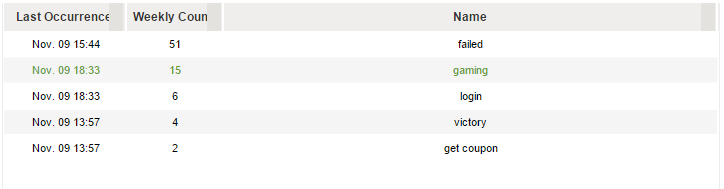 Last Occurrence Weekly Coun Name
Nov. 09 15:44 51 failed
Nov. 09 18:33 15 gaming
Nov. 09 18:33 6 login
Nov. 09 13:57 4 victory
Nov. 09 13:57 2 get coupon